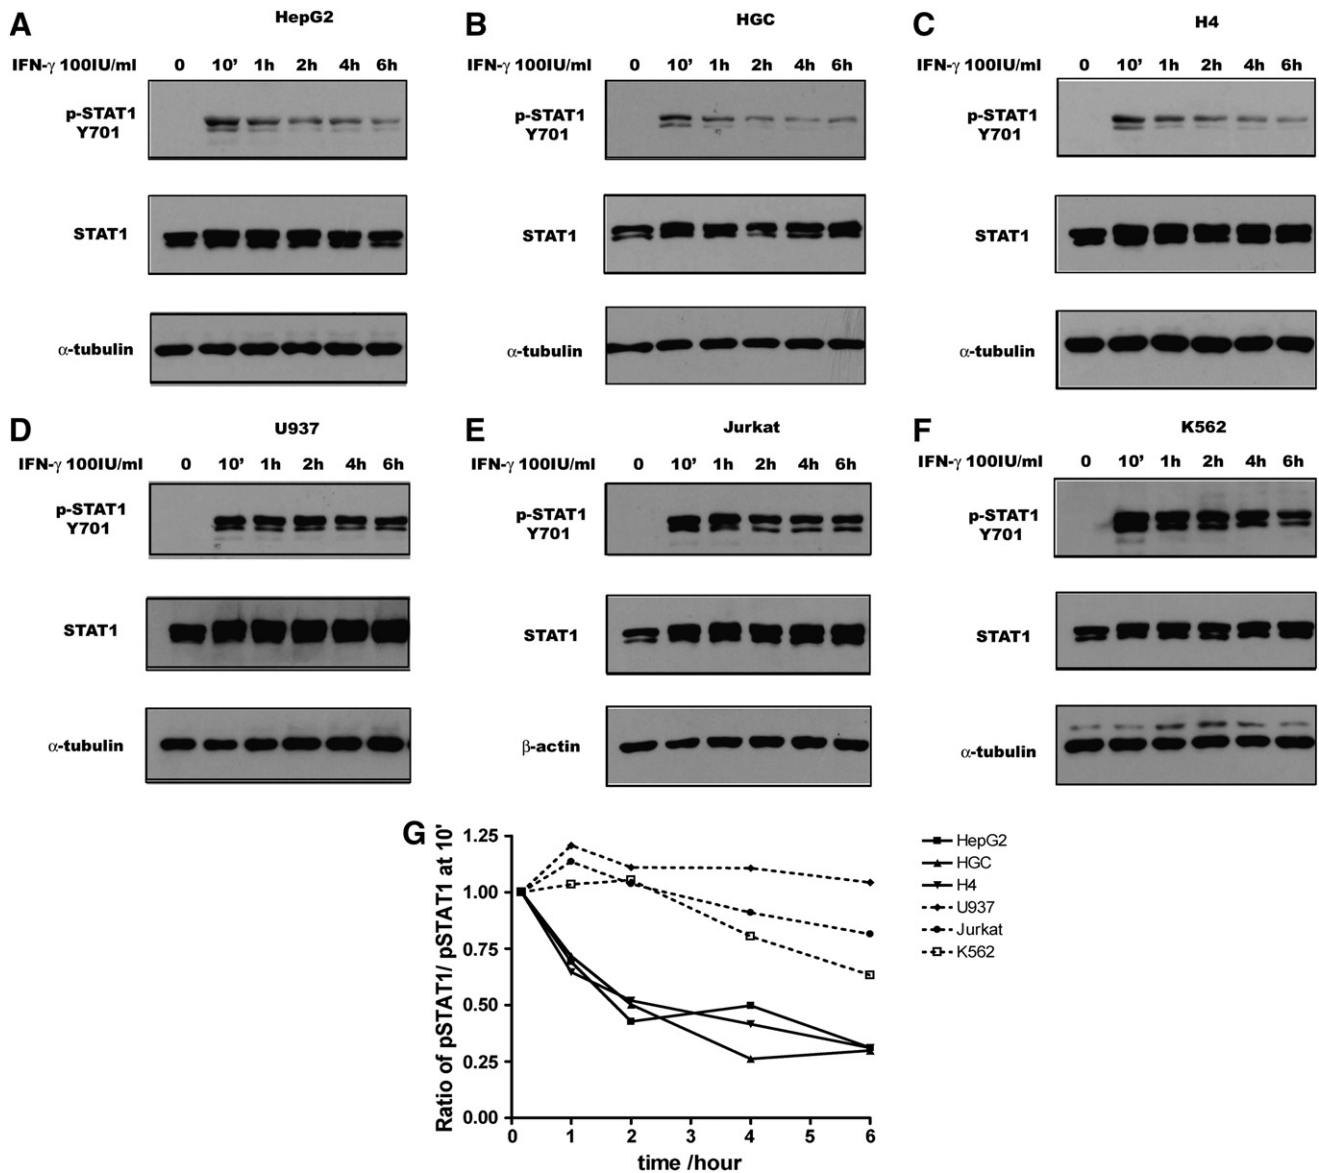 A
HepG2
IFN-γ 100IU/ml 0 10' 1h 2h 4h 6h
p-STAT1
Y701
STAT1
α-tubulin
B
HGC
IFN-γ 100IU/ml 0 10' 1h 2h 4h 6h
p-STAT1
Y701
STAT1
α-tubulin
C
H4
IFN-γ 100IU/ml 0 10' 1h 2h 4h 6h
p-STAT1
Y701
STAT1
α-tubulin
D
U937
IFN-γ 100IU/ml 0 10' 1h 2h 4h 6h
p-STAT1
Y701
STAT1
α-tubulin
E
Jurkat
IFN-γ 100IU/ml 0 10' 1h 2h 4h 6h
p-STAT1
Y701
STAT1
β-actin
F
K562
IFN-γ 100IU/ml 0 10' 1h 2h 4h 6h
p-STAT1
Y701
STAT1
α-tubulin
G
Ratio of pSTAT1/ pSTAT1 at 10'
1.25
1.00
0.75
0.50
0.25
0.00
0 1 2 3 4 5 6
time /hour
HepG2
HGC
H4
U937
Jurkat
K562